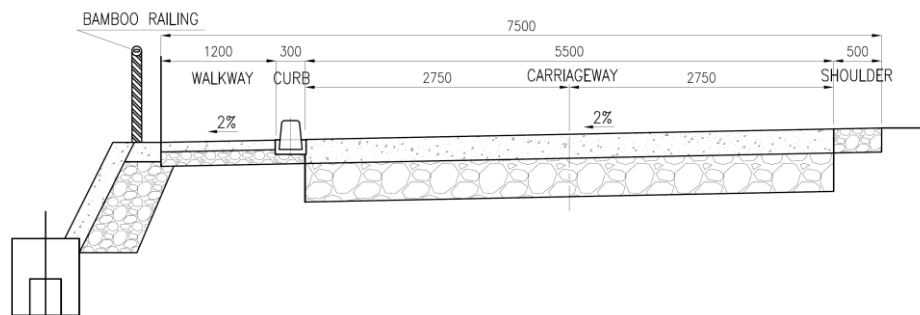 BAMBOO RAILING
7500
1200 300 5500 500
WALKWAY CURB 2750 CARRIAGEWAY 2750 SHOULDER
2% 2%